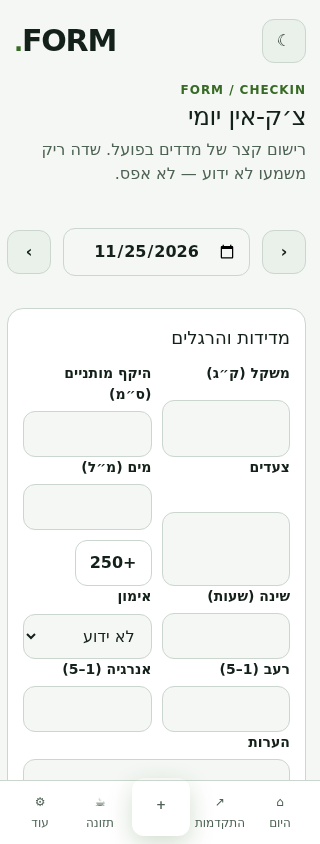 FORM.
☾
FORM / CHECKIN
צ׳ק-אין יומי
רישום קצר של מדדים בפועל. שדה ריק
משמעו לא ידוע — לא אפס.
‹ 11/25/2026 ›
מדידות והרגלים
משקל (ק״ג)
היקף מותניים
(ס״מ)
צעדים
מים (מ״ל)
+250
שינה (שעות)
אימון
לא ידוע
רעב (1–5)
אנרגיה (1–5)
הערות
היום
התקדמות
+
תזונה
עוד